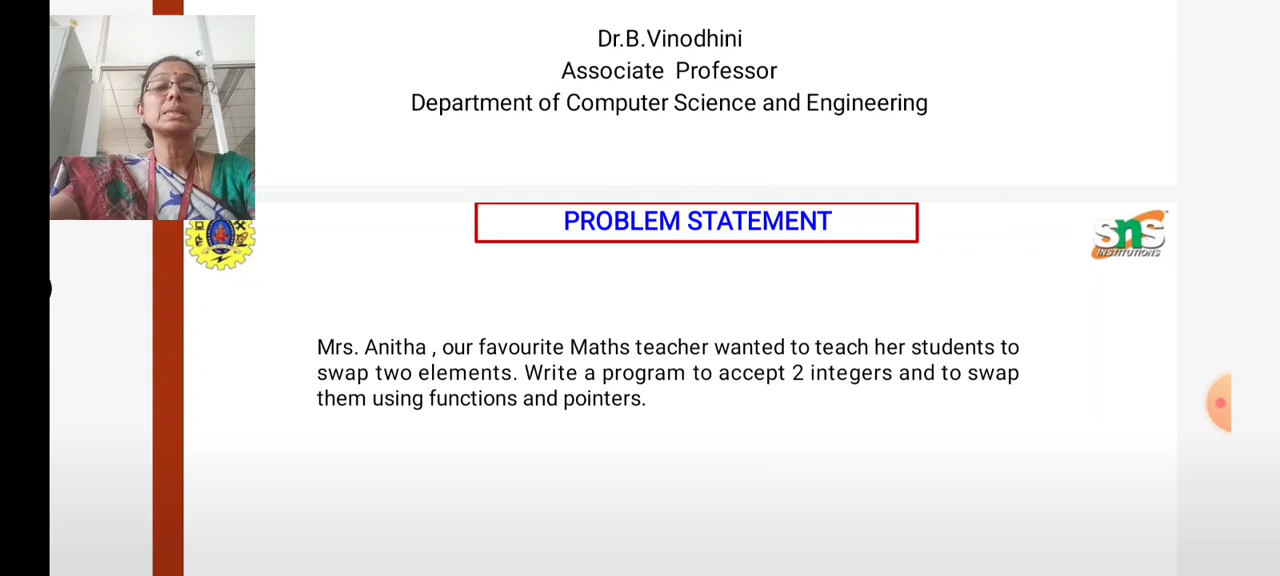 Dr.B.Vinodhini
Associate Professor
Department of Computer Science and Engineering
PROBLEM STATEMENT
SNS
INSTITUTIONS
Mrs. Anitha , our favourite Maths teacher wanted to teach her students to
swap two elements. Write a program to accept 2 integers and to swap
them using functions and pointers.